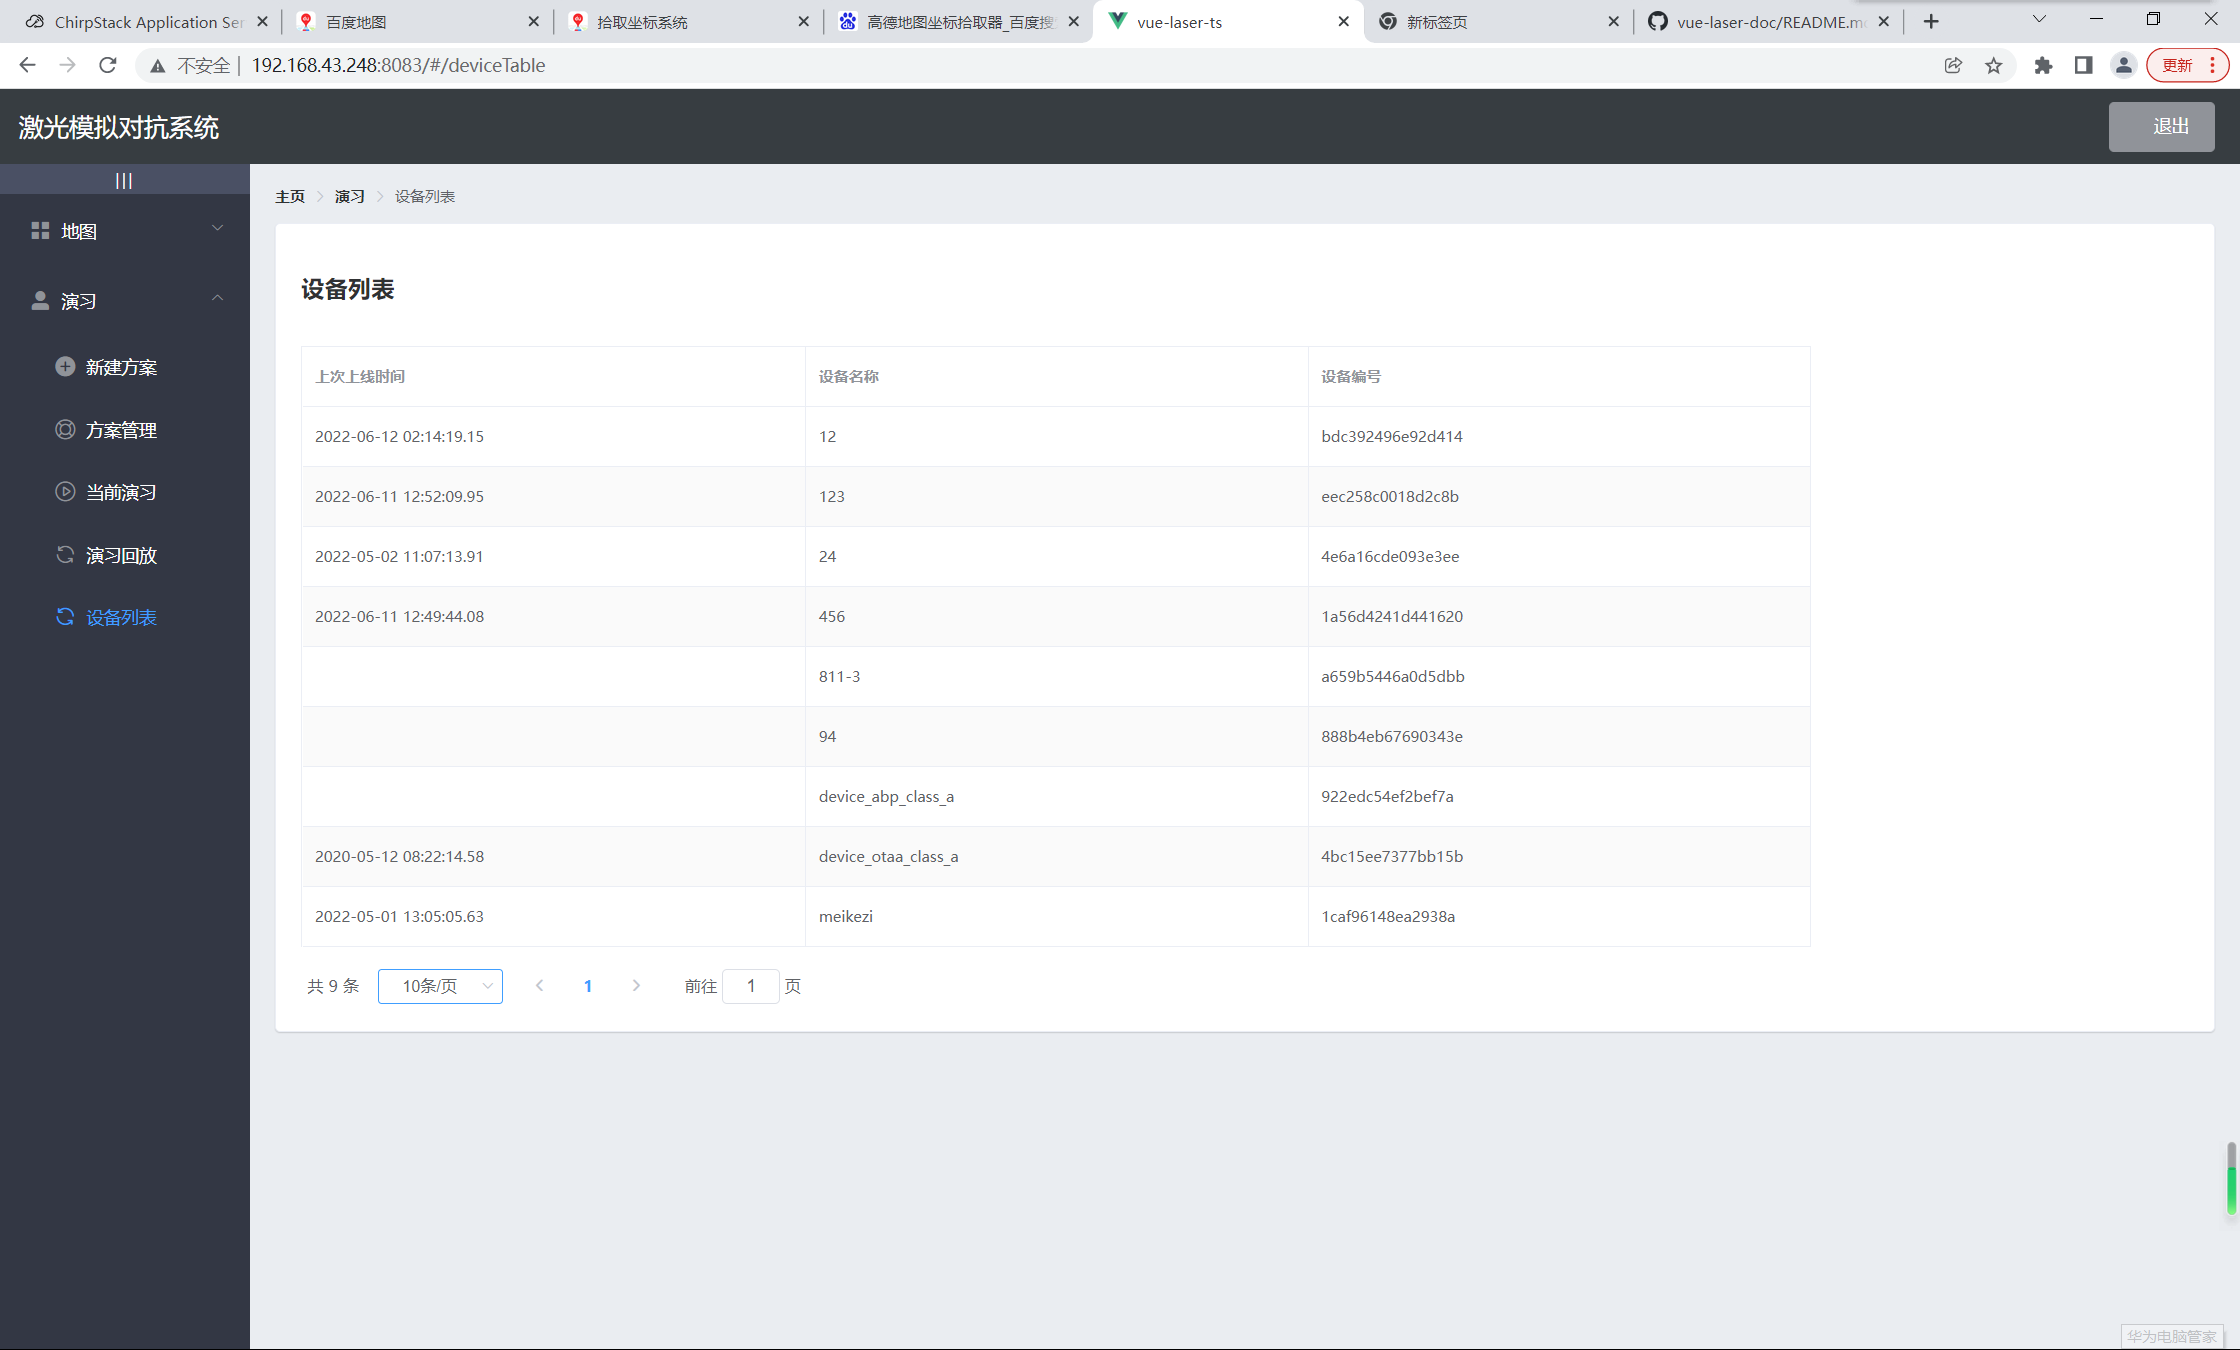 ChirpStack Application Ser
百度地图
拾取坐标系统
高德地图坐标拾取器_百度搜
vue-laser-ts
新标签页
vue-laser-doc/README.m
不安全
192.168.43.248:8083/#/deviceTable
更新
激光模拟对抗系统
退出
|||
主页 演习 设备列表
地图
演习
新建方案
方案管理
当前演习
演习回放
设备列表
设备列表
上次上线时间 设备名称 设备编号
2022-06-12 02:14:19.15 12 bdc392496e92d414
2022-06-11 12:52:09.95 123 eec258c0018d2c8b
2022-05-02 11:07:13.91 24 4e6a16cde093e3ee
2022-06-11 12:49:44.08 456 1a56d4241d441620
811-3 a659b5446a0d5dbb
94 888b4eb67690343e
device_abp_class_a 922edc54ef2bef7a
2020-05-12 08:22:14.58 device_otaa_class_a 4bc15ee7377bb15b
2022-05-01 13:05:05.63 meikezi 1caf96148ea2938a
共 9 条 10条/页 1 前往 1 页
华为电脑管家